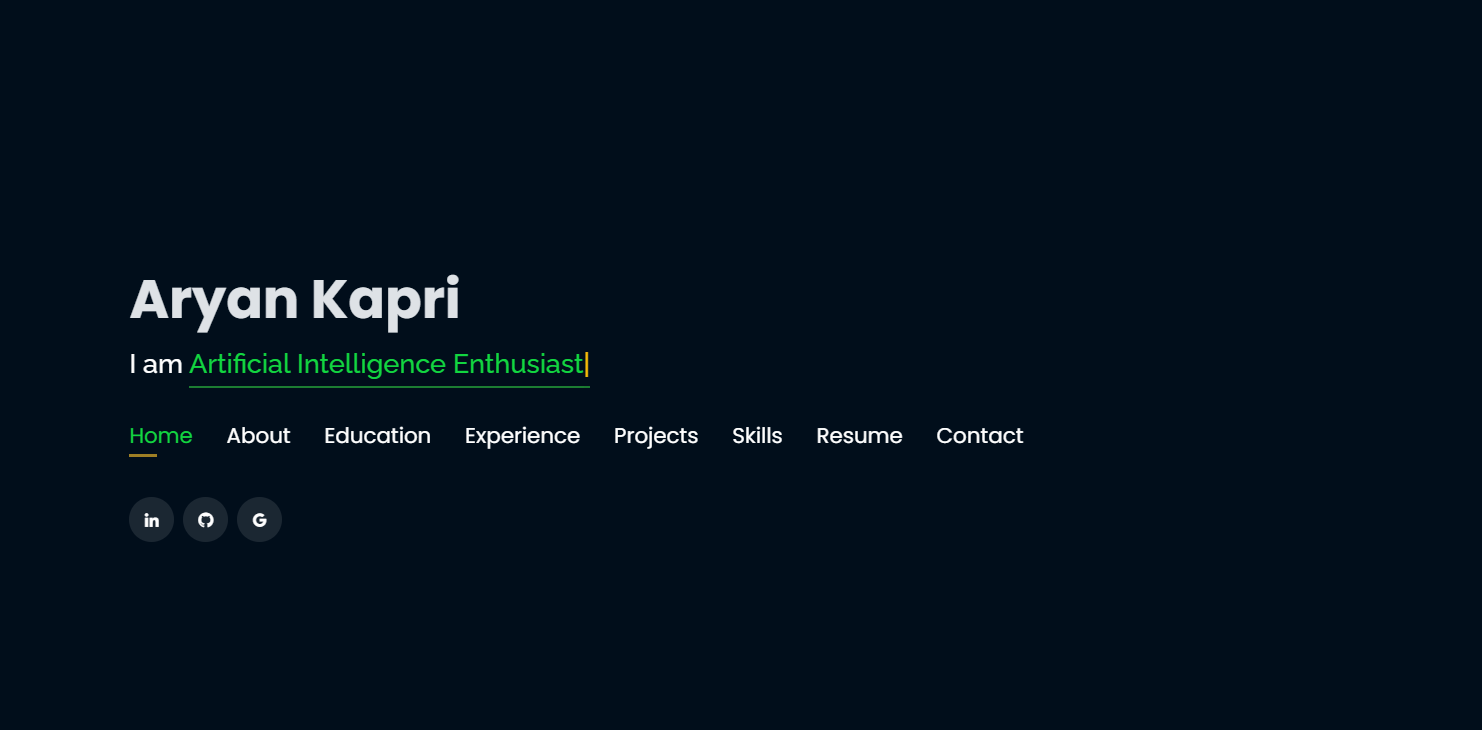 Aryan Kapri
I am Artificial Intelligence Enthusiast|
Home About Education Experience Projects Skills Resume Contact
in G